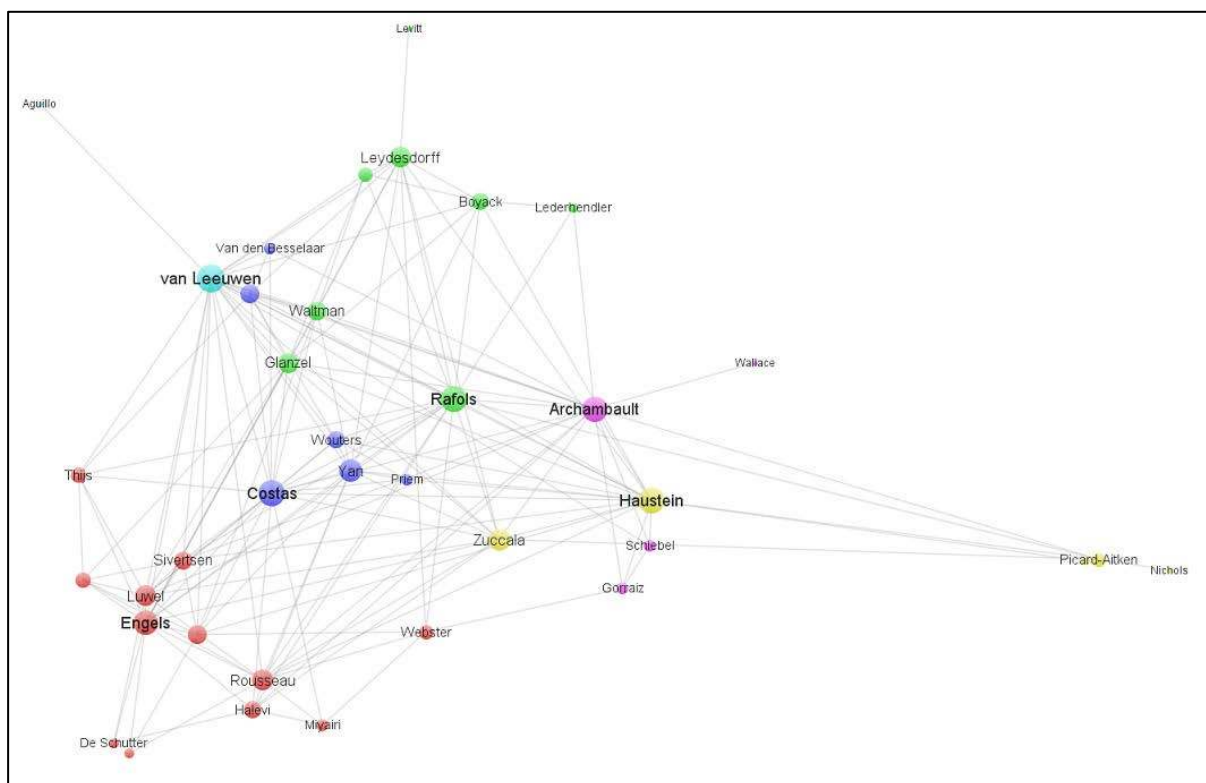 Levitt
Aguillo
Leydesdorff
Boyack
Lederhendler
Van den Besselaar
van Leeuwen
Waltman
Glanzel
Wallace
Rafols
Archambault
Wouters
Yan
Thijs
Priem
Costas
Haustein
Zuccala
Schiebel
Sivertsen
Picard-Aitken
Nichols
Gorraiz
Luwel
Engels
Webster
Rousseau
Halevi
Miyairi
De Schutter